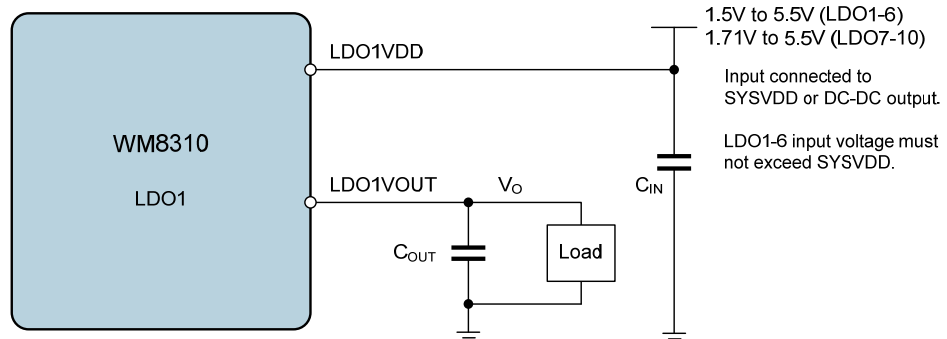 1.5V to 5.5V (LDO1-6)
1.71V to 5.5V (LDO7-10)
LDO1VDD
Input connected to
SYSVDD or DC-DC output.
WM8310
LDO1-6 input voltage must
not exceed SYSVDD.
LDO1
LDO1VOUT
VO
CIN
COUT
Load